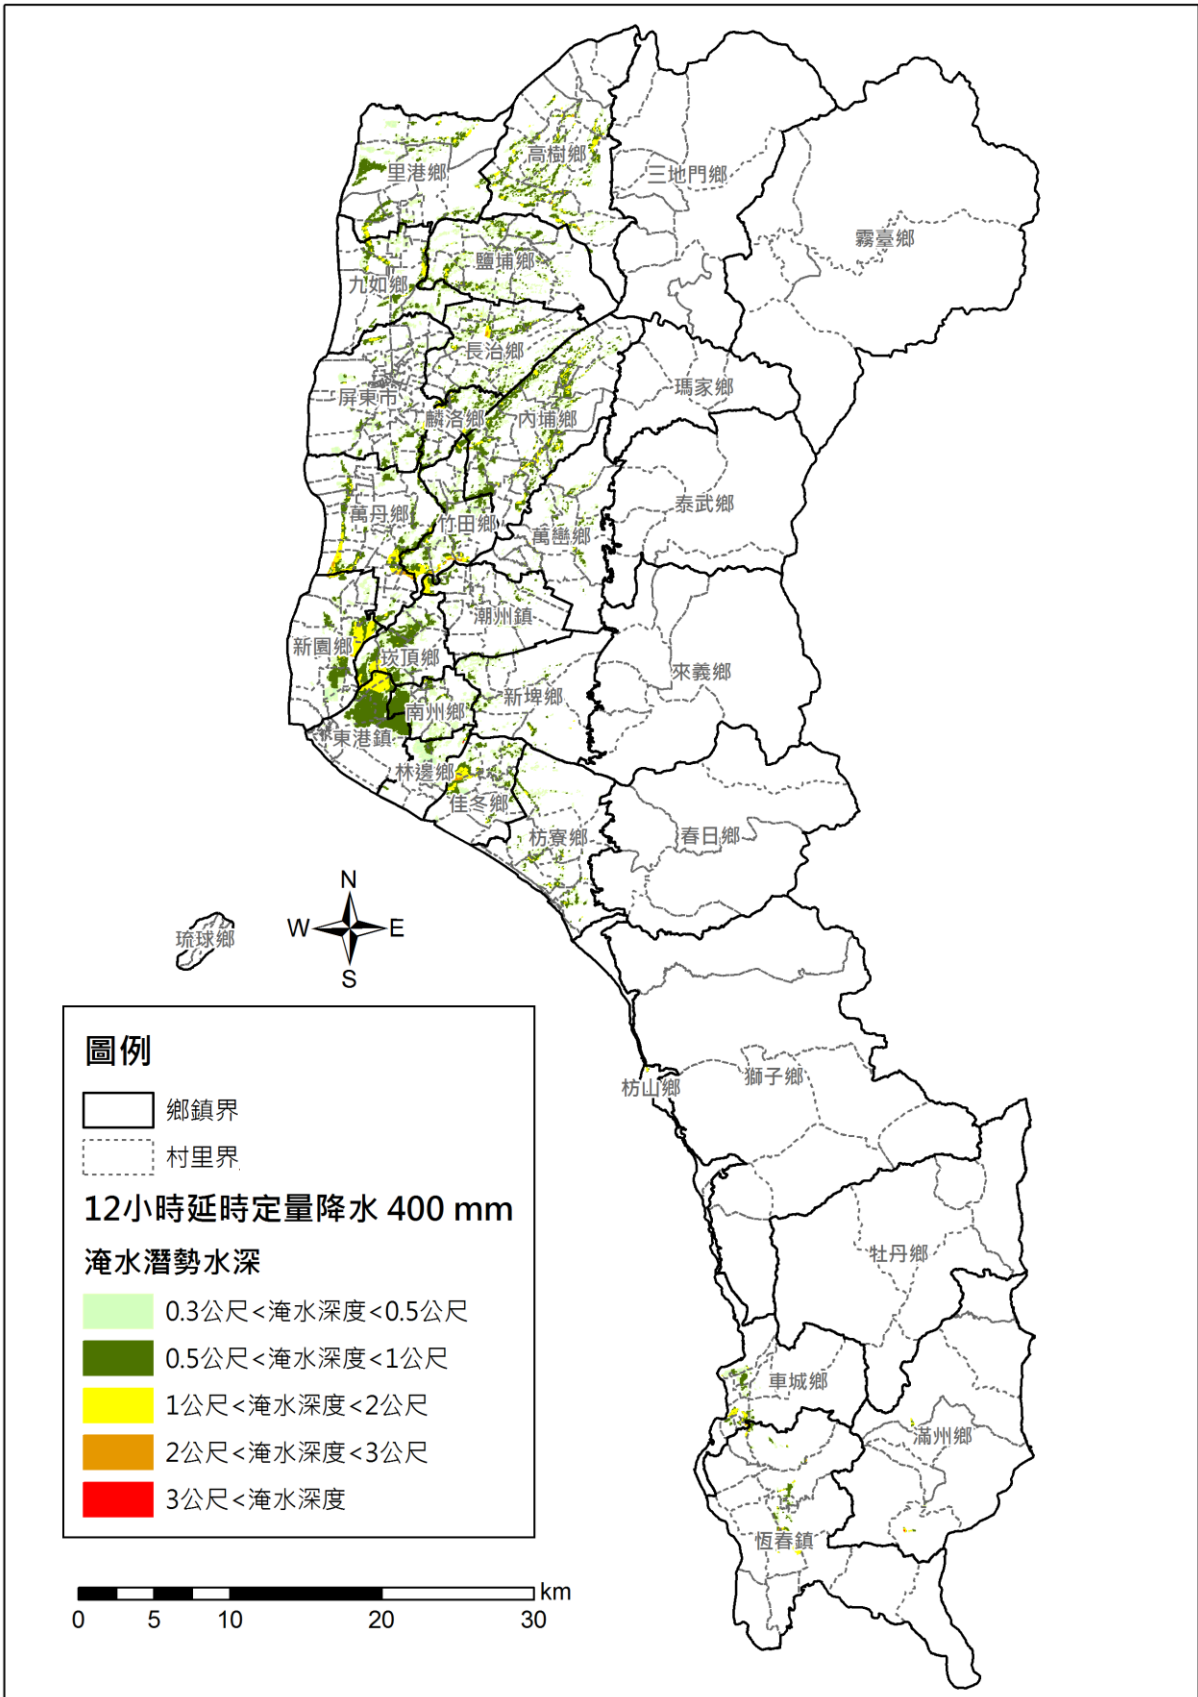 高樹鄉
里港鄉
三地門鄉
霧臺鄉
鹽埔鄉
九如鄉
長治鄉
瑪家鄉
屏東市
麟洛鄉
內埔鄉
泰武鄉
萬丹鄉
竹田鄉
萬巒鄉
潮州鎮
新園鄉
崁頂鄉
來義鄉
新埤鄉
南州鄉
東港鎮
林邊鄉
佳冬鄉
枋寮鄉
春日鄉
N
W
E
S
琉球鄉
獅子鄉
枋山鄉
牡丹鄉
車城鄉
滿州鄉
恆春鎮
圖例
鄉鎮界
村里界
12小時延時定量降水 400 mm
淹水潛勢水深
0.3公尺<淹水深度<0.5公尺
0.5公尺<淹水深度<1公尺
1公尺<淹水深度<2公尺
2公尺<淹水深度<3公尺
3公尺<淹水深度
km
0 5 10 20 30